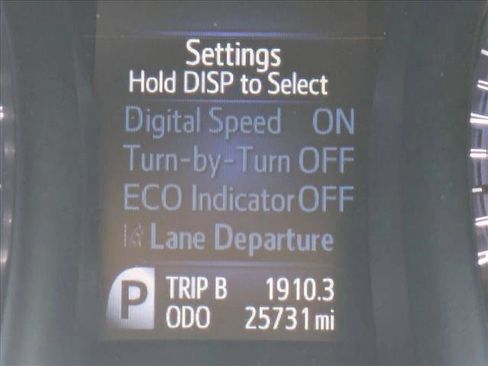 Settings
Hold DISP to Select
Digital Speed ON
Turn-by-Turn OFF
ECO Indicator OFF
Lane Departure
P TRIP B 1910.3
ODO 25731 mi